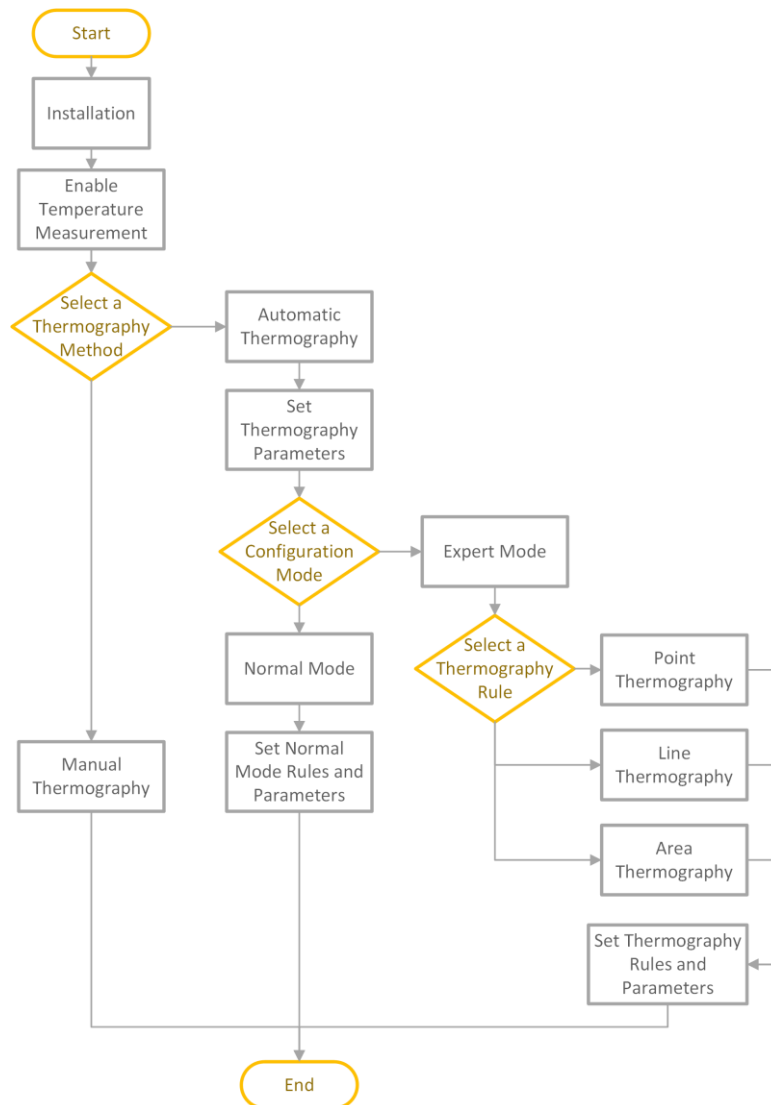 Start
Installation
Enable
Temperature
Measurement
Select a
Thermography
Method
Automatic
Thermography
Set
Thermography
Parameters
Select a
Configuration
Mode
Expert Mode
Normal Mode
Select a
Thermography
Rule
Point
Thermography
Set Normal
Mode Rules and
Parameters
Manual
Thermography
Line
Thermography
Area
Thermography
Set Thermography
Rules and
Parameters
End